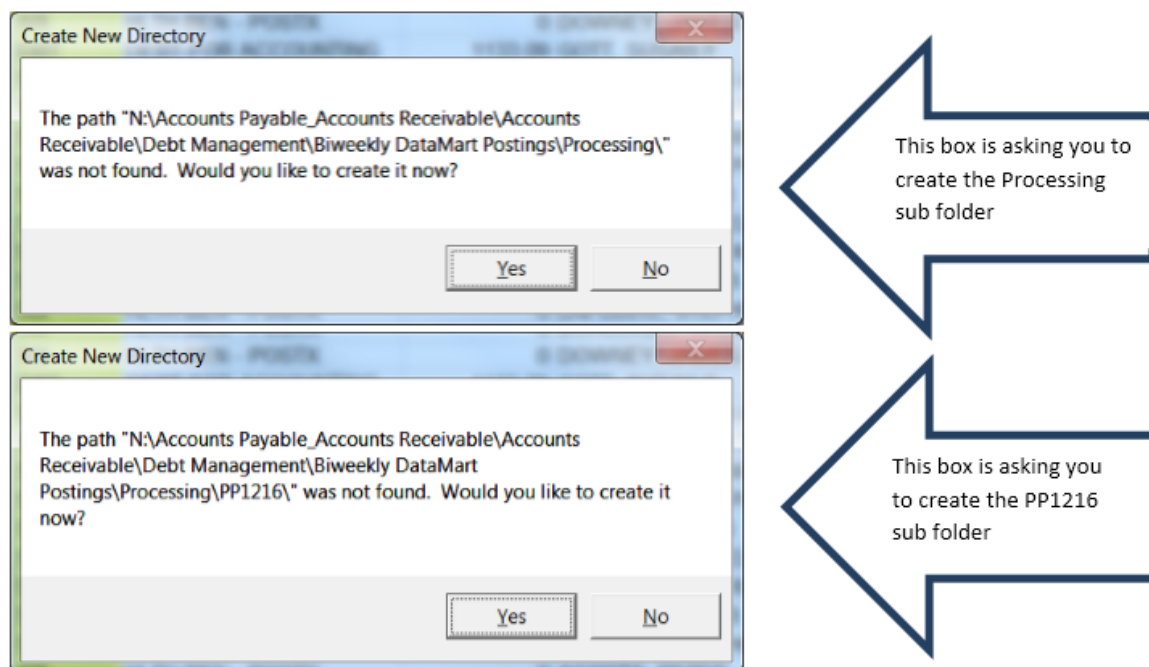 Create New Directory
The path "N:\Accounts Payable_Accounts Receivable\Accounts
Receivable\Debt Management\Biweekly DataMart Postings\Processing\"
was not found.  Would you like to create it now?
Yes
No
This box is asking you to
create the Processing
sub folder
Create New Directory
The path "N:\Accounts Payable_Accounts Receivable\Accounts
Receivable\Debt Management\Biweekly DataMart
Postings\Processing\PP1216\" was not found.  Would you like to create it
now?
Yes
No
This box is asking you
to create the PP1216
sub folder